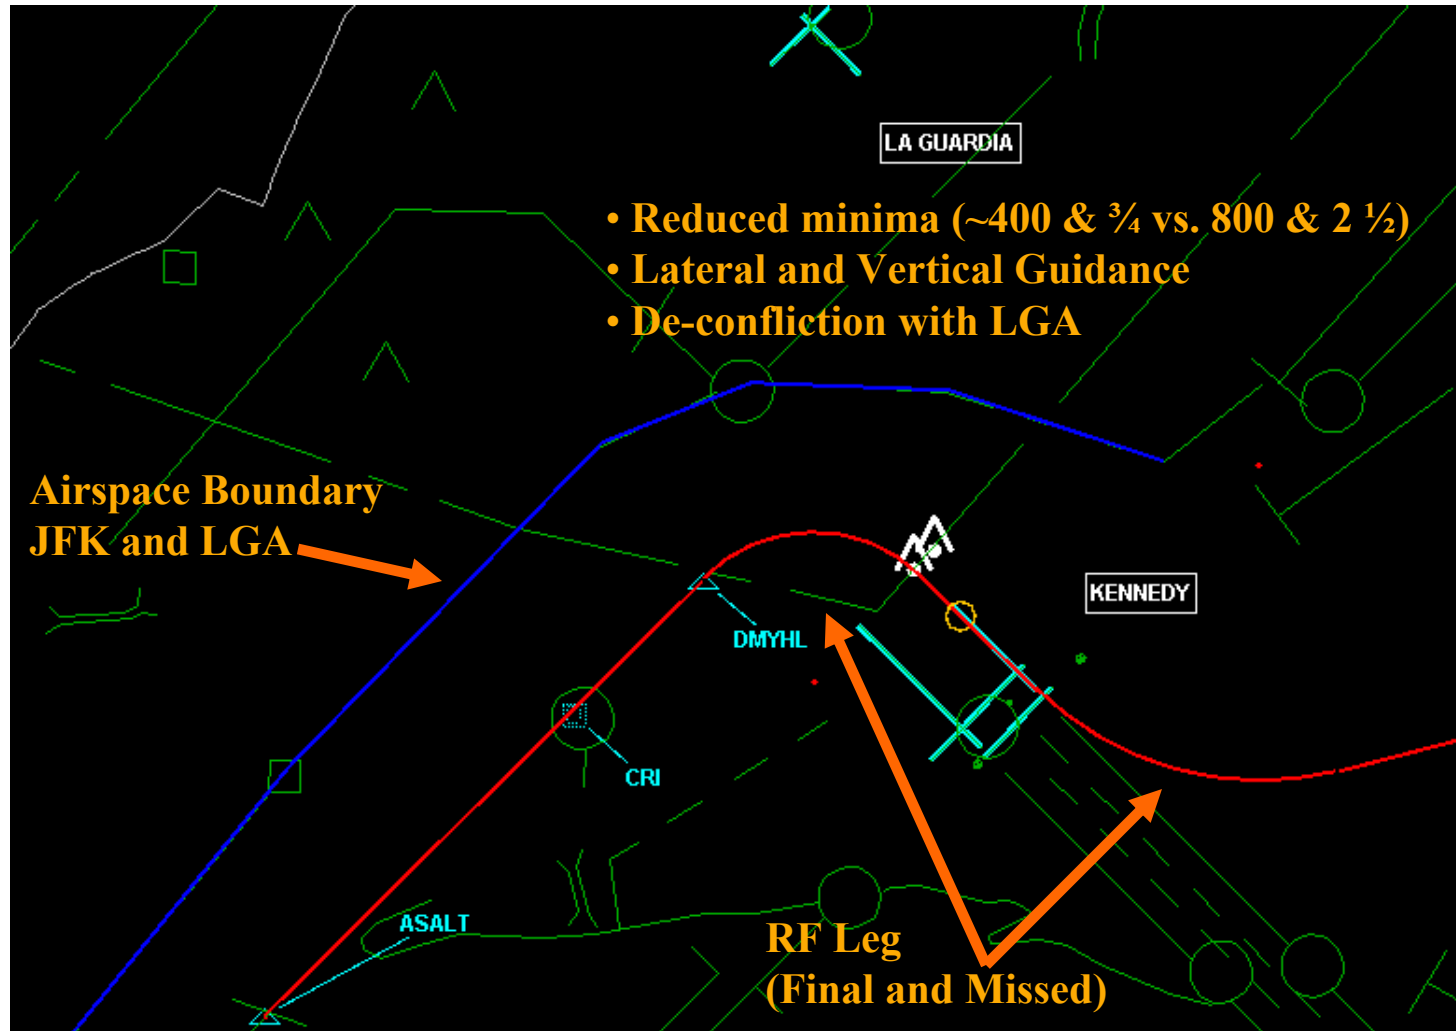 LA GUARDIA
• Reduced minima (~400 & ¾ vs. 800 & 2 ½)
• Lateral and Vertical Guidance
• De-confliction with LGA
Airspace Boundary
JFK and LGA
KENNEDY
DMYHL
CRI
ASALT
RF Leg
(Final and Missed)